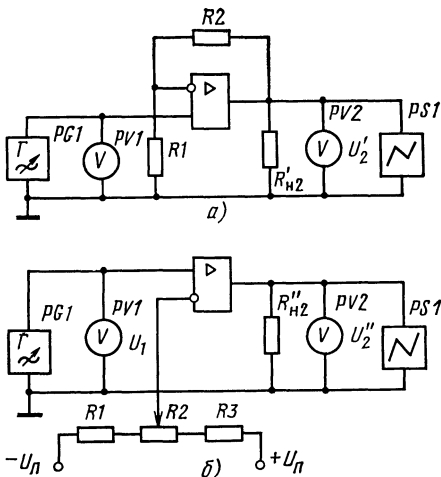 R2
▷
PG1
Г
PV1
V
R1
R'н2
PV2
V
U'2
PS1
а)
▷
PG1
Г
PV1
V
U1
R''н2
PV2
V
U''2
PS1
R1
R2
R3
−Uп
+Uп
б)